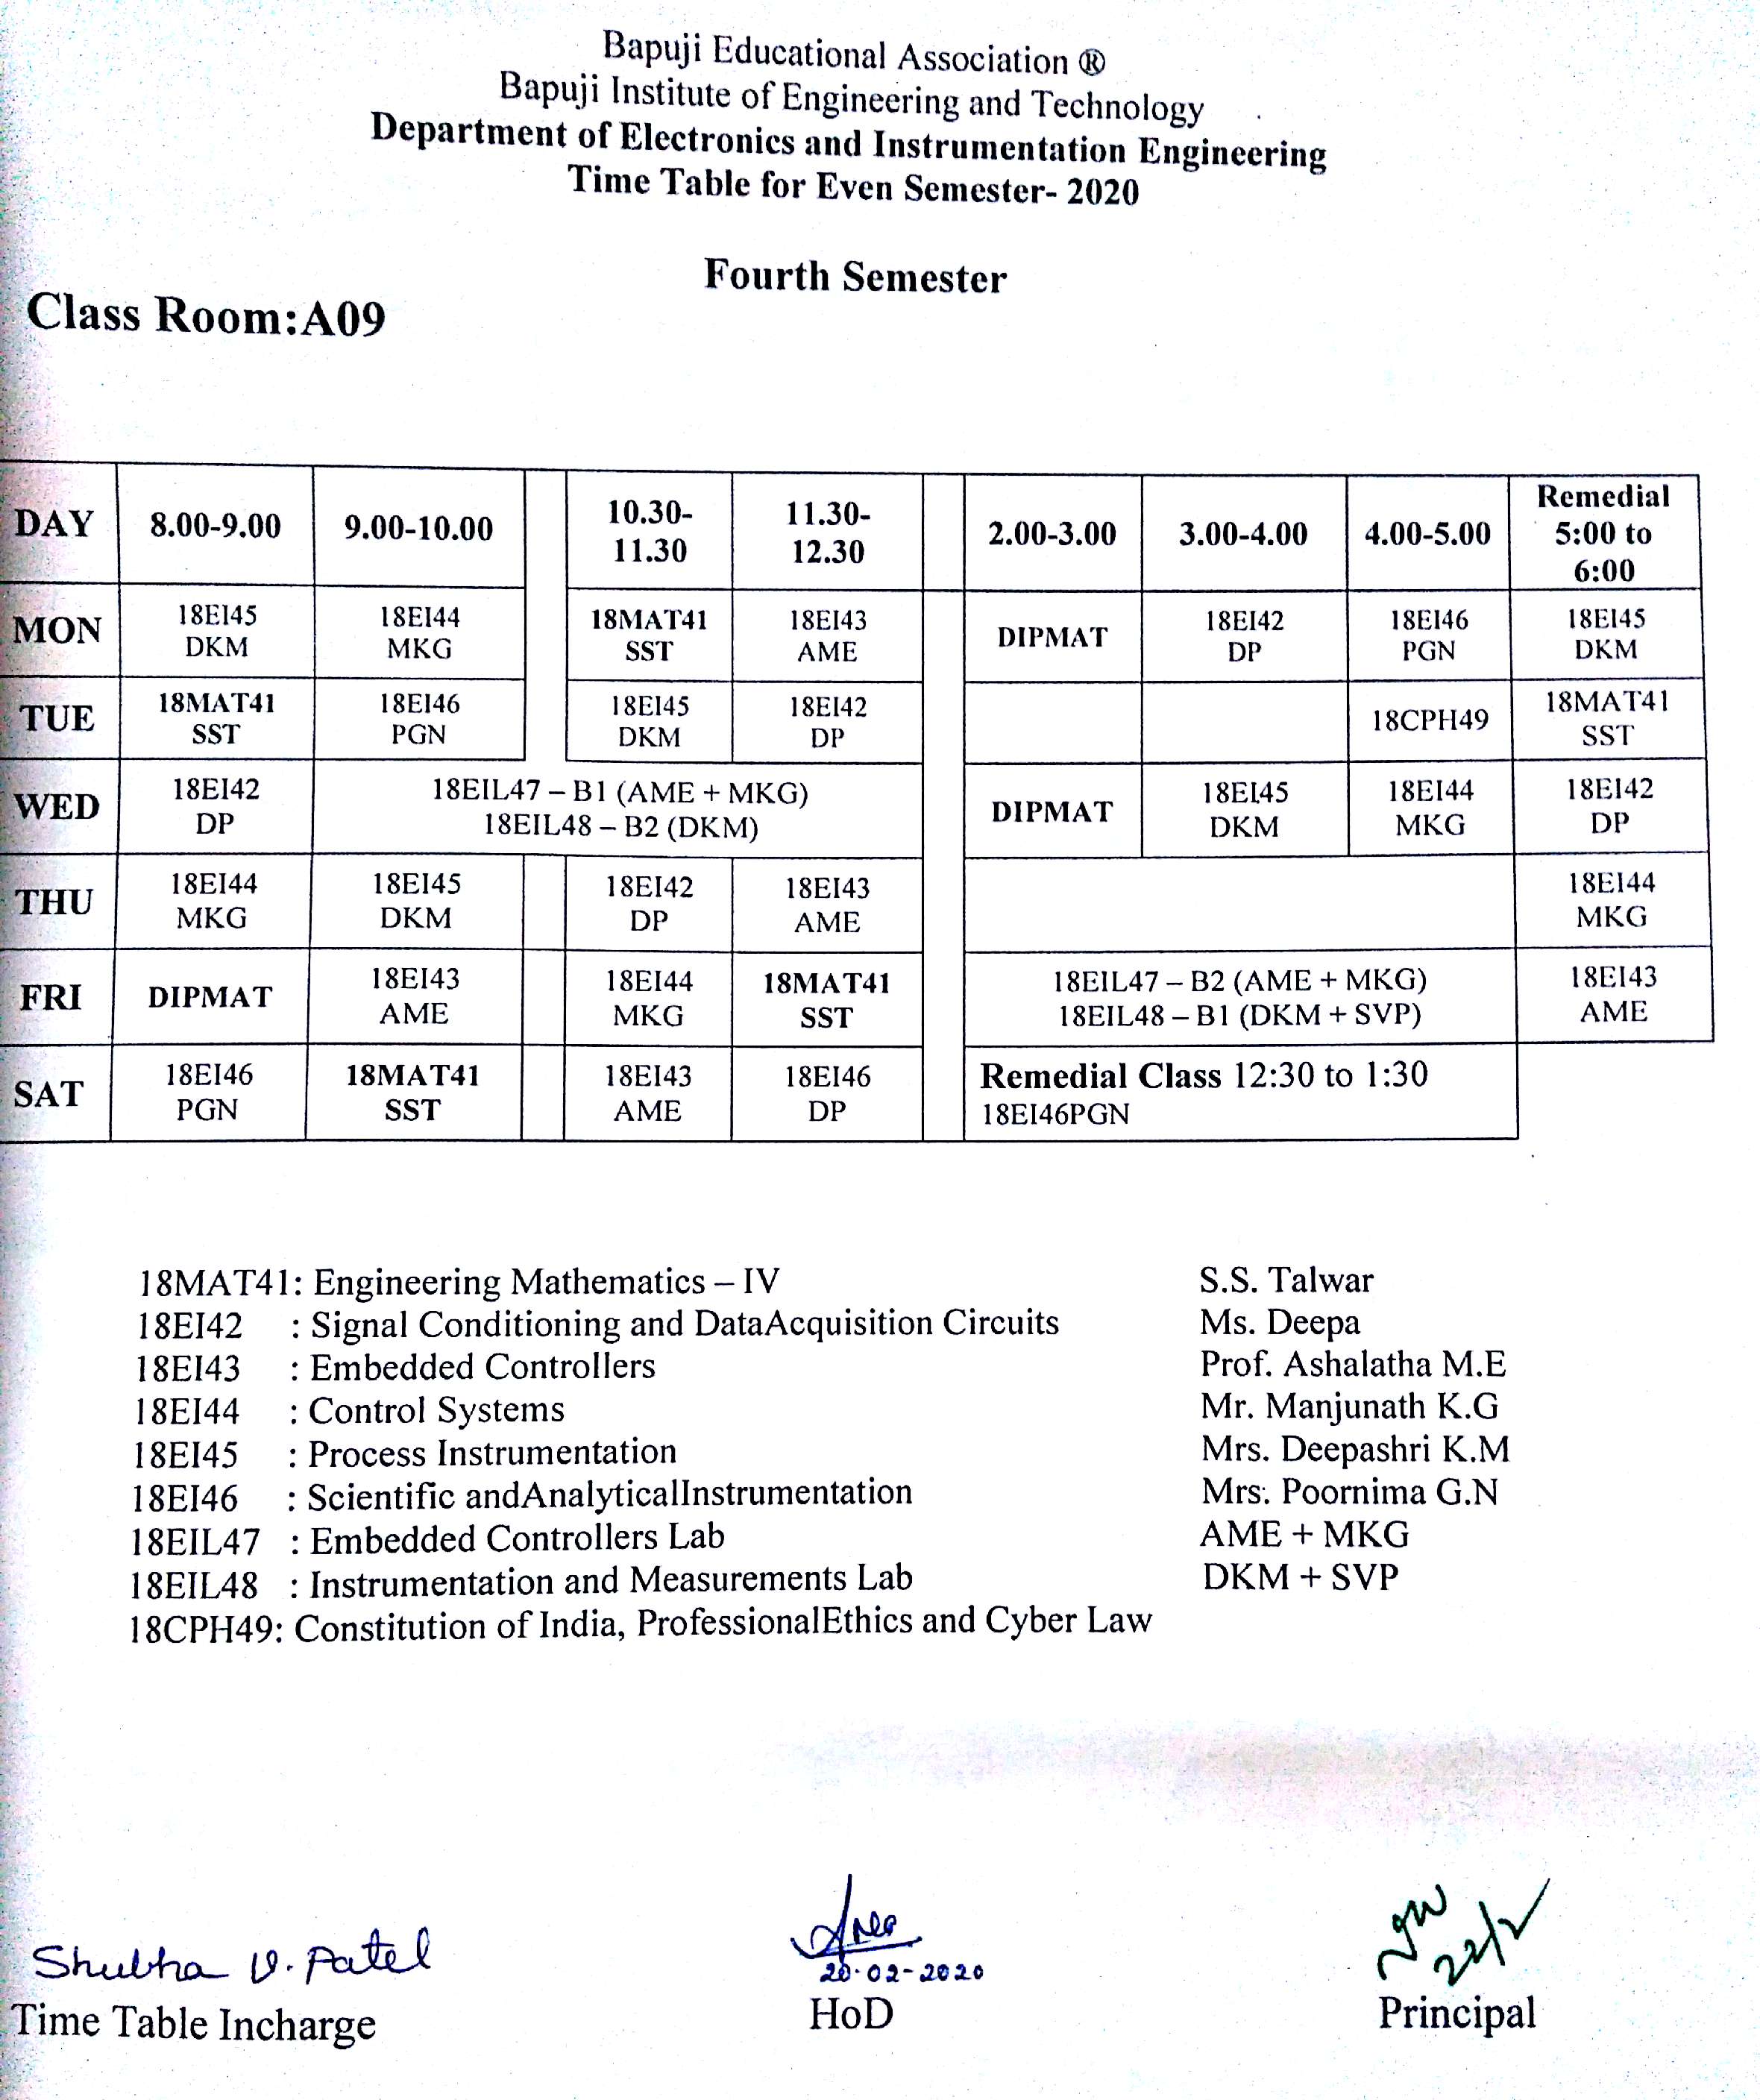 Bapuji Educational Association ®
Bapuji Institute of Engineering and Technology
Department of Electronics and Instrumentation Engineering
Time Table for Even Semester- 2020
Fourth Semester
Class Room:A09
DAY 8.00-9.00 9.00-10.00 10.30-11.30 11.30-12.30 2.00-3.00 3.00-4.00 4.00-5.00 Remedial 5:00 to 6:00
MON 18EI45 DKM 18EI44 MKG 18MAT41 SST 18EI43 AME DIPMAT 18EI42 DP 18EI46 PGN 18EI45 DKM
TUE 18MAT41 SST 18EI46 PGN 18EI45 DKM 18EI42 DP 18CPH49 18MAT41 SST
WED 18EI42 DP 18EIL47 – B1 (AME + MKG) 18EIL48 – B2 (DKM) DIPMAT 18EI45 DKM 18EI44 MKG 18EI42 DP
THU 18EI44 MKG 18EI45 DKM 18EI42 DP 18EI43 AME 18EI44 MKG
FRI DIPMAT 18EI43 AME 18EI44 MKG 18MAT41 SST 18EIL47 – B2 (AME + MKG) 18EIL48 – B1 (DKM + SVP) 18EI43 AME
SAT 18EI46 PGN 18MAT41 SST 18EI43 AME 18EI46 DP Remedial Class 12:30 to 1:30 18EI46PGN
18MAT41: Engineering Mathematics – IV S.S. Talwar
18EI42 : Signal Conditioning and DataAcquisition Circuits Ms. Deepa
18EI43 : Embedded Controllers Prof. Ashalatha M.E
18EI44 : Control Systems Mr. Manjunath K.G
18EI45 : Process Instrumentation Mrs. Deepashri K.M
18EI46 : Scientific andAnalyticalInstrumentation Mrs. Poornima G.N
18EIL47 : Embedded Controllers Lab AME + MKG
18EIL48 : Instrumentation and Measurements Lab DKM + SVP
18CPH49: Constitution of India, ProfessionalEthics and Cyber Law
Shubha V. Patel
20-02-2020
22/2
Time Table Incharge HoD Principal